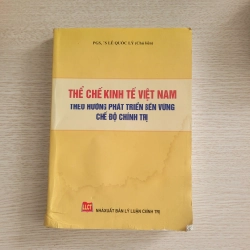 PGS, TS LÊ QUỐC LÝ (Chủ biên)
THỂ CHẾ KINH TẾ VIỆT NAM
THEO HƯỚNG PHÁT TRIỂN BỀN VỮNG
CHẾ ĐỘ CHÍNH TRỊ
LLCT
NHÀ XUẤT BẢN LÝ LUẬN CHÍNH TRỊ